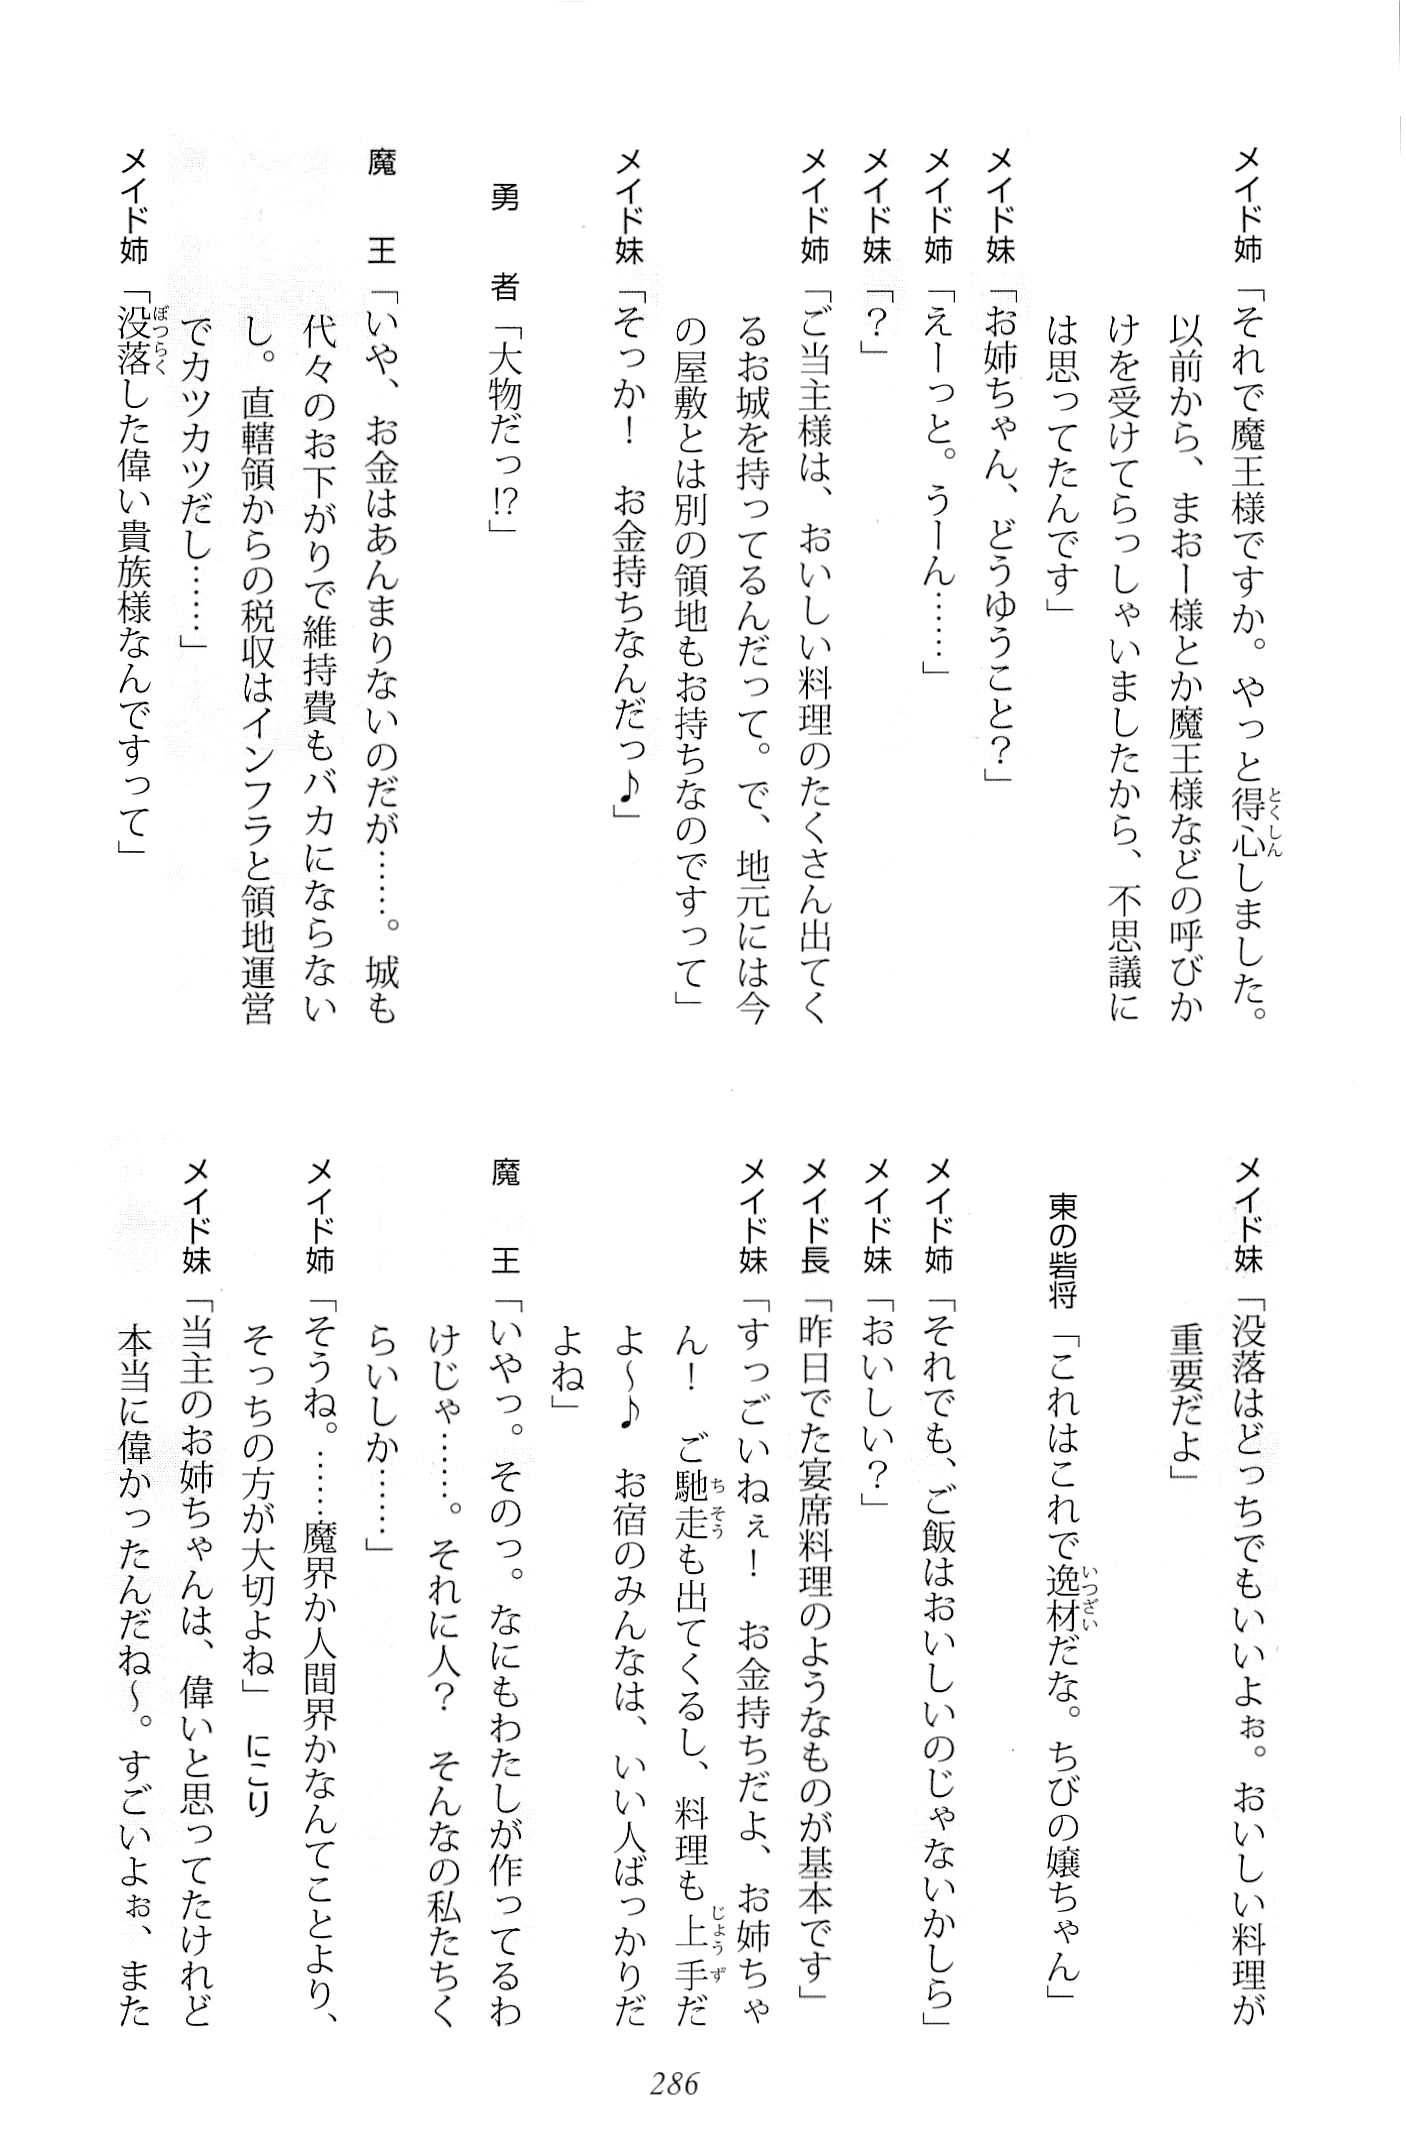 メイド姉「それで魔王様ですか。やっと得心しました。
以前から、まおー様とか魔王様などの呼びか
けを受けてらっしゃいましたから、不思議に
は思ってたんです」
メイド妹「お姉ちゃん、どうゆうこと？」
メイド姉「えーっと。うーん……」
メイド妹「？」
メイド姉「ご当主様は、おいしい料理のたくさん出てく
るお城を持ってるんだって。で、地元には今
の屋敷とは別の領地もお持ちなのですって」
メイド妹「そっか！　お金持ちなんだっ♪」
勇者「大物だっ!?」
魔王「いや、お金はあんまりないのだが……。城も
代々のお下がりで維持費もバカにならない
し。直轄領からの税収はインフラと領地運営
でカツカツだし……」
メイド姉「没落した偉い貴族様なんですって」
メイド妹「没落はどっちでもいいよぉ。おいしい料理が
重要だよ」
東の砦将「これはこれで逸材だな。ちびの嬢ちゃん」
メイド姉「それでも、ご飯はおいしいのじゃないかしら」
メイド妹「おいしい？」
メイド長「昨日でた宴席料理のようなものが基本です」
メイド妹「すっごいねぇ！　お金持ちだよ、お姉ちゃ
ん！　ご馳走も出てくるし、料理も上手だ
よ〜♪　お宿のみんなは、いい人ばっかりだ
よね」
魔王「いやっ。そのっ。なにもわたしが作ってるわ
けじゃ……。それに人？　そんなの私たちく
らいしか……」
メイド姉「そうね。……魔界か人間界かなんてことより、
そっちの方が大切よね」にこり
メイド妹「当主のお姉ちゃんは、偉いと思ってたけれど
本当に偉かったんだね〜。すごいよぉ、また
286